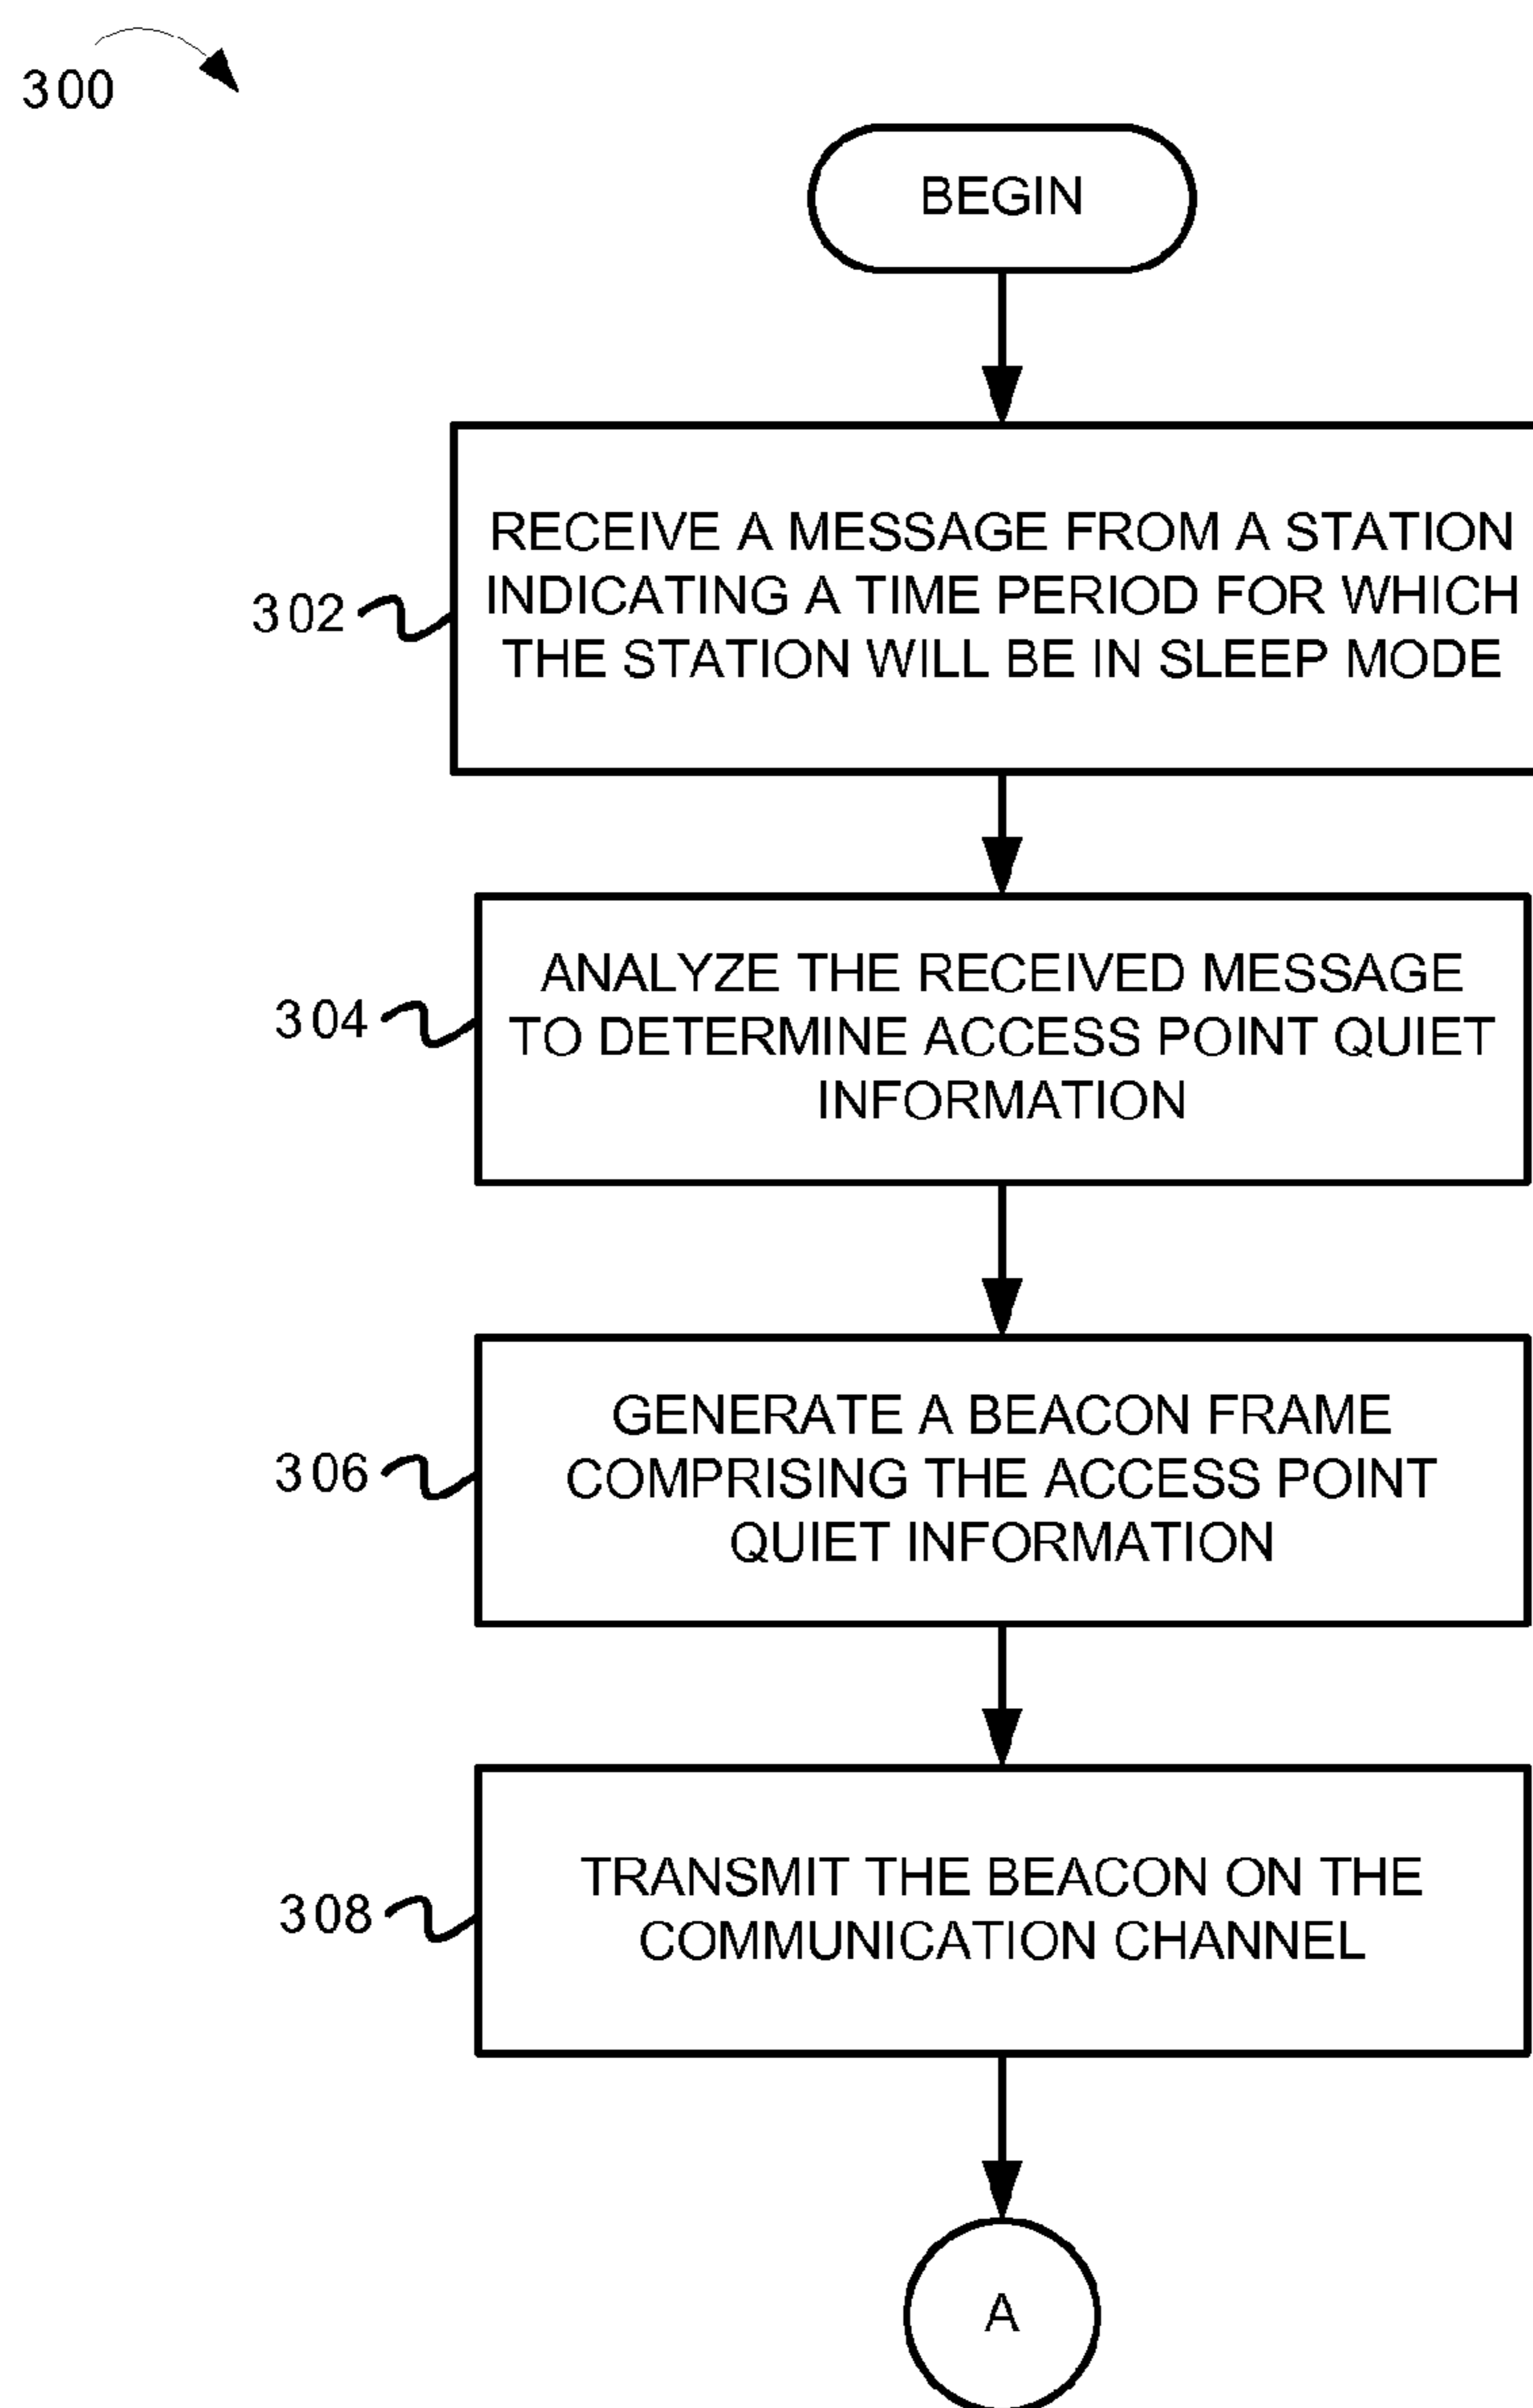 300
BEGIN
302
RECEIVE A MESSAGE FROM A STATION
INDICATING A TIME PERIOD FOR WHICH
THE STATION WILL BE IN SLEEP MODE
304
ANALYZE THE RECEIVED MESSAGE
TO DETERMINE ACCESS POINT QUIET
INFORMATION
306
GENERATE A BEACON FRAME
COMPRISING THE ACCESS POINT
QUIET INFORMATION
308
TRANSMIT THE BEACON ON THE
COMMUNICATION CHANNEL
A